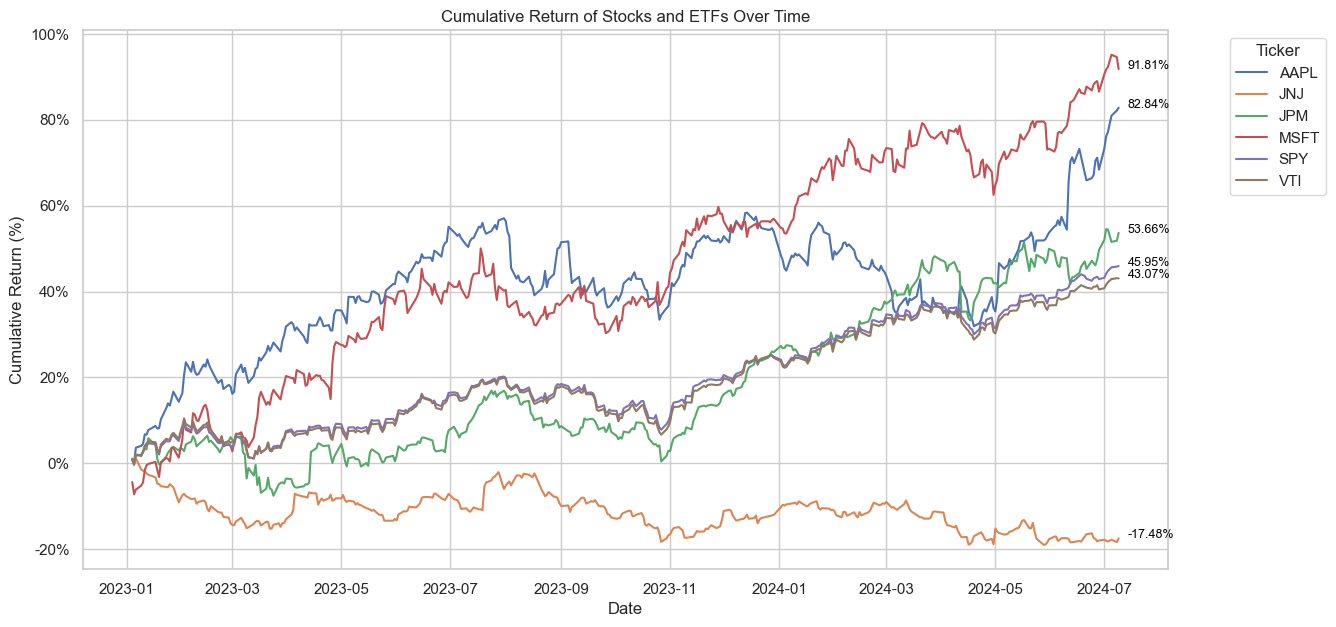 Cumulative Return of Stocks and ETFs Over Time
Cumulative Return (%)
100%
80%
60%
40%
20%
0%
-20%
91.81%
82.84%
53.66%
45.95%
43.07%
-17.48%
2023-01
2023-03
2023-05
2023-07
2023-09
2023-11
2024-01
2024-03
2024-05
2024-07
Date
Ticker
AAPL
JNJ
JPM
MSFT
SPY
VTI